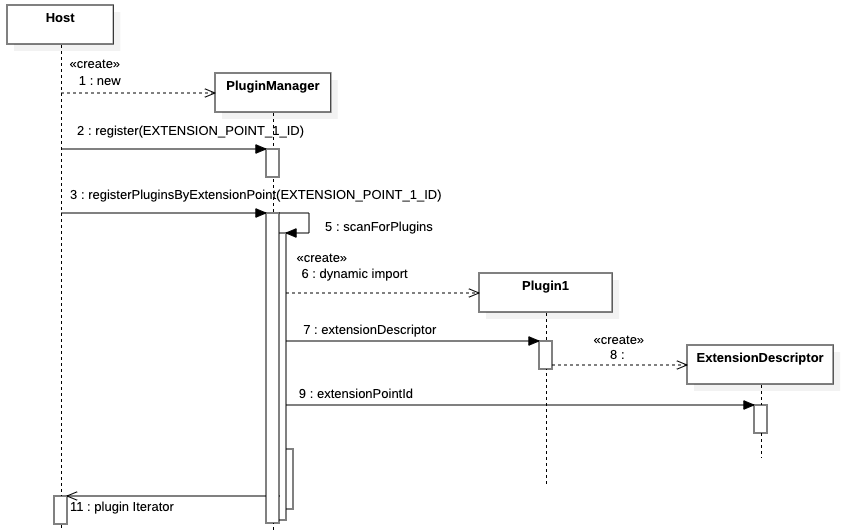 Host
«create»
1 : new
PluginManager
2 : register(EXTENSION_POINT_1_ID)
3 : registerPluginsByExtensionPoint(EXTENSION_POINT_1_ID)
5 : scanForPlugins
«create»
6 : dynamic import
Plugin1
7 : extensionDescriptor
«create»
8 :
ExtensionDescriptor
9 : extensionPointId
11 : plugin Iterator